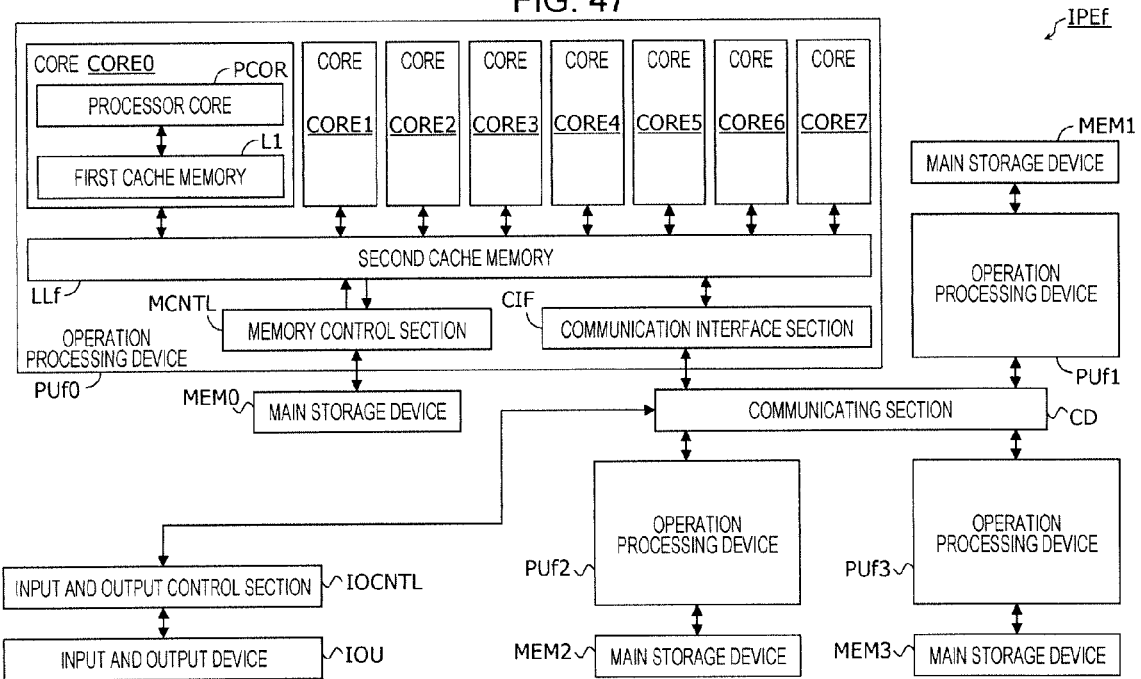 FIG. 47
IPEf
CORE CORE0
PCOR
PROCESSOR CORE
L1
FIRST CACHE MEMORY
CORE
CORE1
CORE
CORE2
CORE
CORE3
CORE
CORE4
CORE
CORE5
CORE
CORE6
CORE
CORE7
MEM1
MAIN STORAGE DEVICE
SECOND CACHE MEMORY
LLf
OPERATION
PROCESSING DEVICE
PUf1
MCNTL
MEMORY CONTROL SECTION
CIF
COMMUNICATION INTERFACE SECTION
OPERATION
PROCESSING DEVICE
PUf0
MEM0
MAIN STORAGE DEVICE
COMMUNICATING SECTION
CD
OPERATION
PROCESSING DEVICE
PUf2
OPERATION
PROCESSING DEVICE
PUf3
INPUT AND OUTPUT CONTROL SECTION
IOCNTL
INPUT AND OUTPUT DEVICE
IOU
MEM2
MAIN STORAGE DEVICE
MEM3
MAIN STORAGE DEVICE